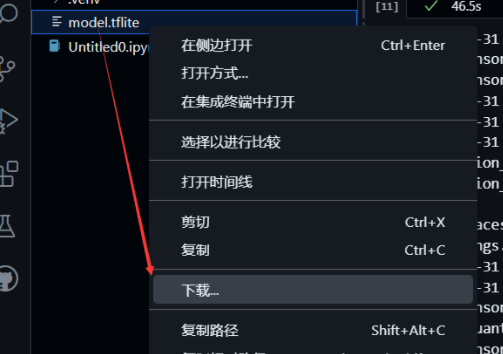 .venv
[11] 46.5s
model.tflite
Untitled0.ipy
在侧边打开 Ctrl+Enter
打开方式...
在集成终端中打开
选择以进行比较
打开时间线
剪切 Ctrl+X
复制 Ctrl+C
下载...
复制路径 Shift+Alt+C
-31
nsor
nsor
-31
-31
-31
-31
ion_
ion_
aces
ngs.
-31
-31
nsor
uant
nsor